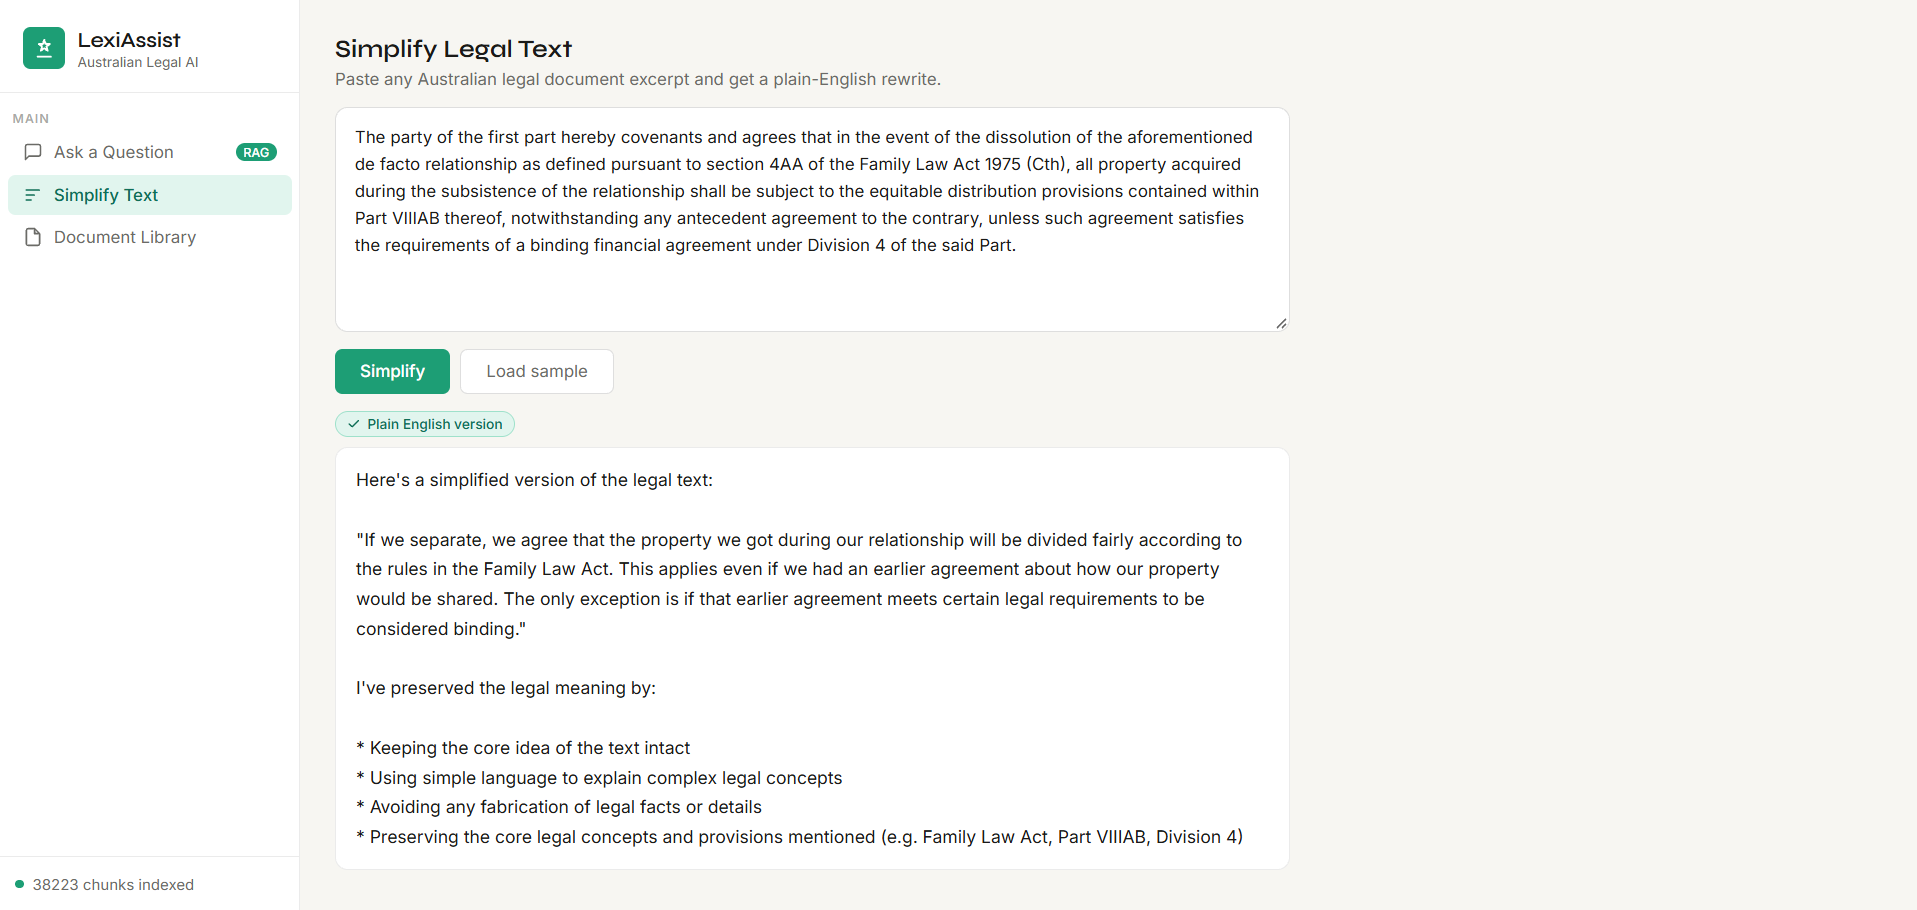 LexiAssist
Australian Legal AI
MAIN
Ask a Question
RAG
Simplify Text
Document Library
38223 chunks indexed
Simplify Legal Text
Paste any Australian legal document excerpt and get a plain-English rewrite.
The party of the first part hereby covenants and agrees that in the event of the dissolution of the aforementioned
de facto relationship as defined pursuant to section 4AA of the Family Law Act 1975 (Cth), all property acquired
during the subsistence of the relationship shall be subject to the equitable distribution provisions contained within
Part VIIIAB thereof, notwithstanding any antecedent agreement to the contrary, unless such agreement satisfies
the requirements of a binding financial agreement under Division 4 of the said Part.
Simplify
Load sample
Plain English version
Here's a simplified version of the legal text:
"If we separate, we agree that the property we got during our relationship will be divided fairly according to
the rules in the Family Law Act. This applies even if we had an earlier agreement about how our property
would be shared. The only exception is if that earlier agreement meets certain legal requirements to be
considered binding."
I've preserved the legal meaning by:
* Keeping the core idea of the text intact
* Using simple language to explain complex legal concepts
* Avoiding any fabrication of legal facts or details
* Preserving the core legal concepts and provisions mentioned (e.g. Family Law Act, Part VIIIAB, Division 4)